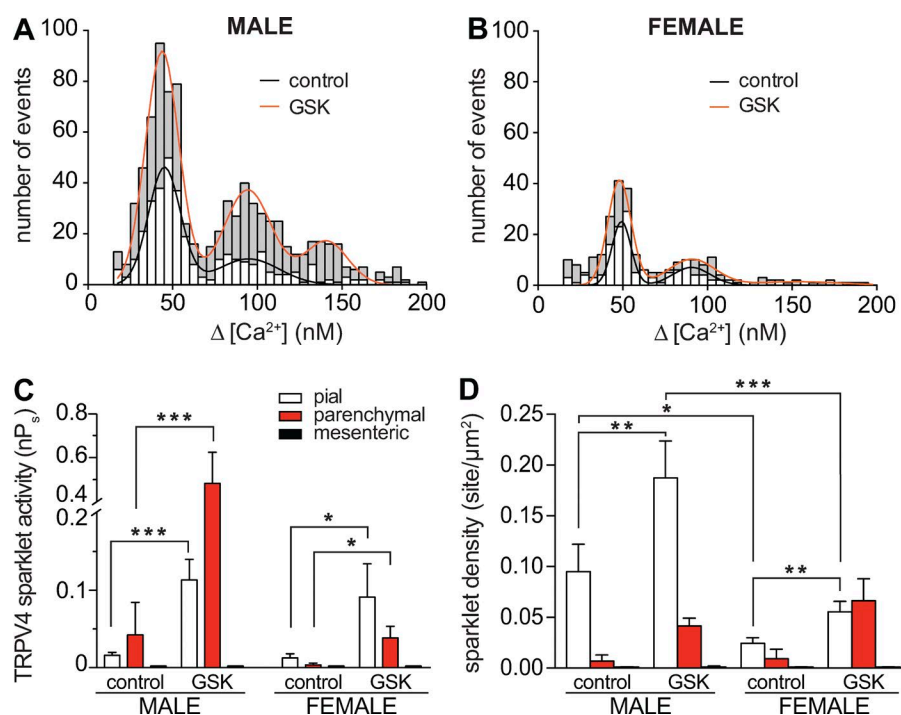 A
MALE
100
80
60
40
20
0
number of events
control
GSK
0
50
100
150
200
Δ [Ca²⁺] (nM)
B
FEMALE
100
80
60
40
20
0
number of events
control
GSK
0
50
100
150
200
Δ [Ca²⁺] (nM)
C
pial
parenchymal
mesenteric
0.8
0.6
0.4
0.2
0.1
0
TRPV4 sparklet activity (nPₛ)
***
***
*
*
control
GSK
control
GSK
MALE
FEMALE
D
0.25
0.20
0.15
0.10
0.05
0.00
sparklet density (site/µm²)
***
*
**
**
control
GSK
control
GSK
MALE
FEMALE